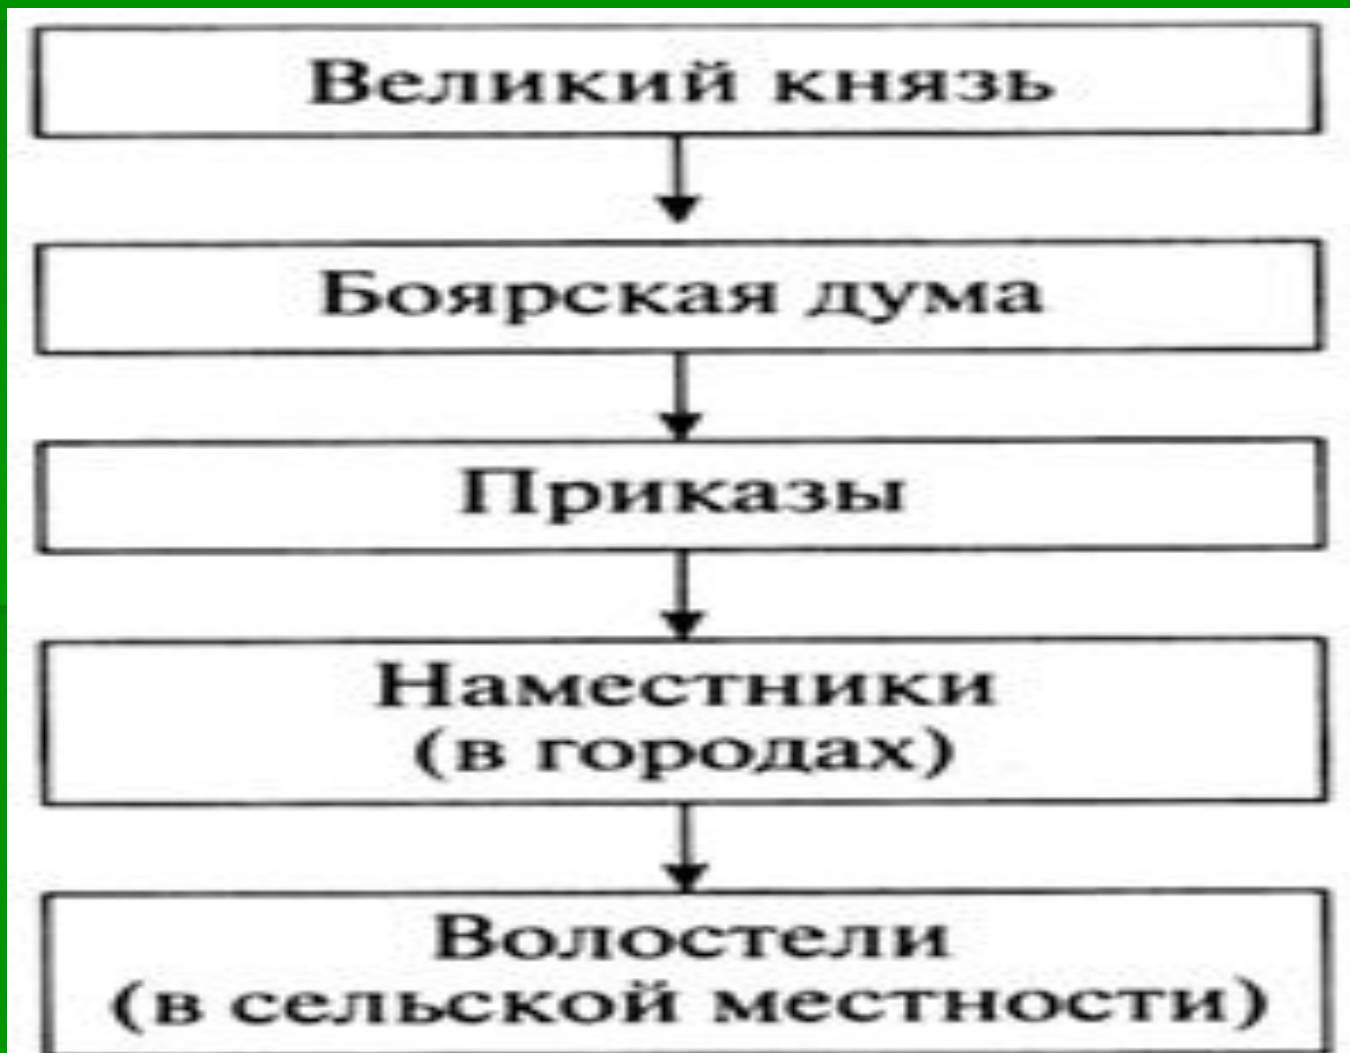 Великий князь
Боярская дума
Приказы
Наместники
(в городах)
Волостели
(в сельской местности)